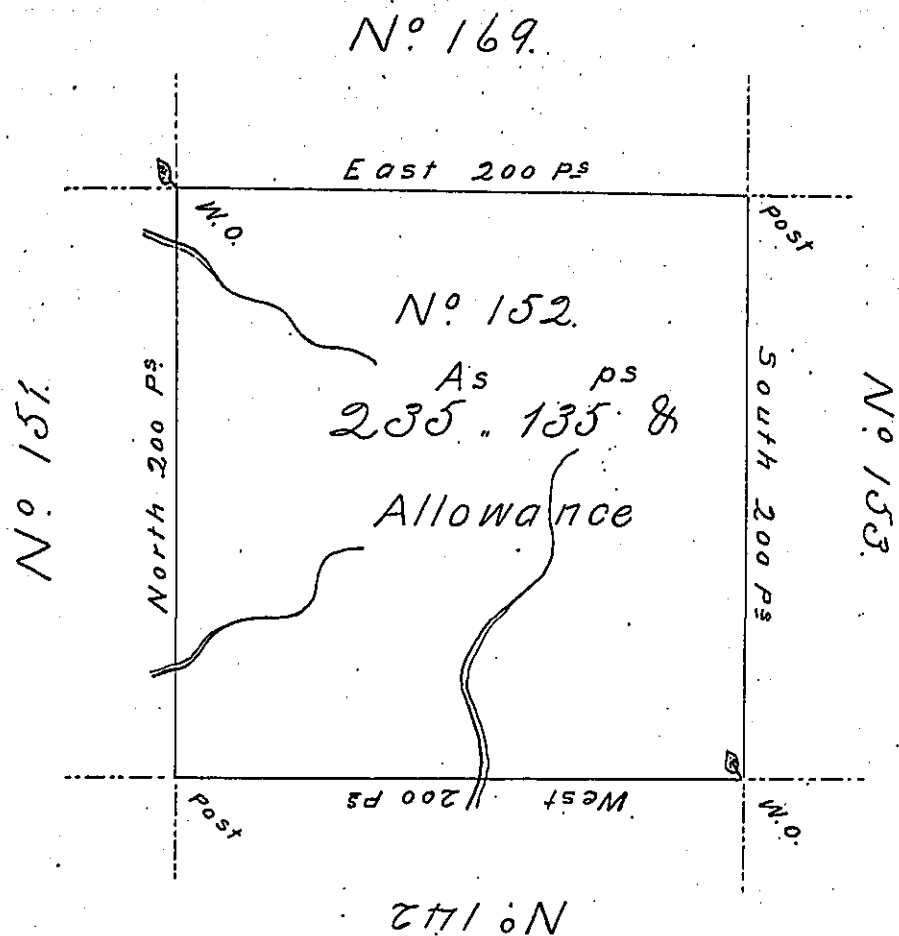 Nº 169.
East 200 Ps
W.O.
post
Nº 152.
As ps
235 .. 135 &
Allowance
Nº 151.
North 200 Ps.
South 200 Ps
Nº 153.
West 200 Ps
post
W.O.
Nº 142